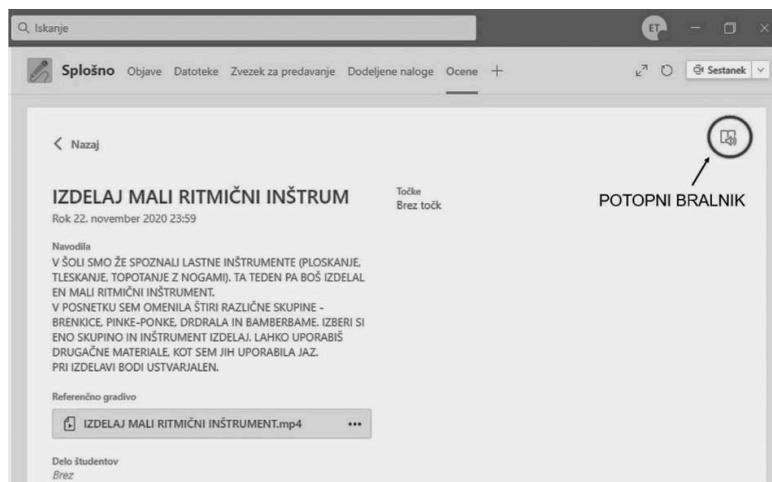 Iskanje
ET
Splošno Objave Datoteke Zvezek za predavanje Dodeljene naloge Ocene +
Sestanek
Nazaj
POTOPNI BRALNIK
IZDELAJ MALI RITMIČNI INŠTRUM
Rok 22. november 2020 23:59
Točke
Brez točk
Navodila
V ŠOLI SMO ŽE SPOZNALI LASTNE INŠTRUMENTE (PLOSKANJE,
TLESKANJE, TOPOTANJE Z NOGAMI). TA TEDEN PA BOŠ IZDELAL
EN MALI RITMIČNI INŠTRUMENT.
V POSNETKU SEM OMENILA ŠTIRI RAZLIČNE SKUPINE -
BRENKICE, PINKE-PONKE, DRDRALA IN BAMBERBAME. IZBERI SI
ENO SKUPINO IN INŠTRUMENT IZDELAJ. LAHKO UPORABIŠ
DRUGAČNE MATERIALE, KOT SEM JIH UPORABILA JAZ.
PRI IZDELAVI BODI USTVARJALEN.
Referenčno gradivo
IZDELAJ MALI RITMIČNI INŠTRUMENT.mp4 •••
Delo študentov
Brez